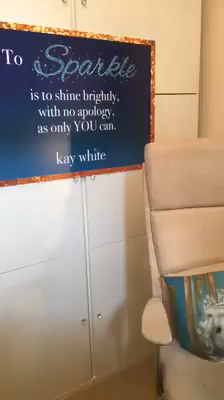 To Sparkle
is to shine brightly,
with no apology,
as only YOU can.
kay white